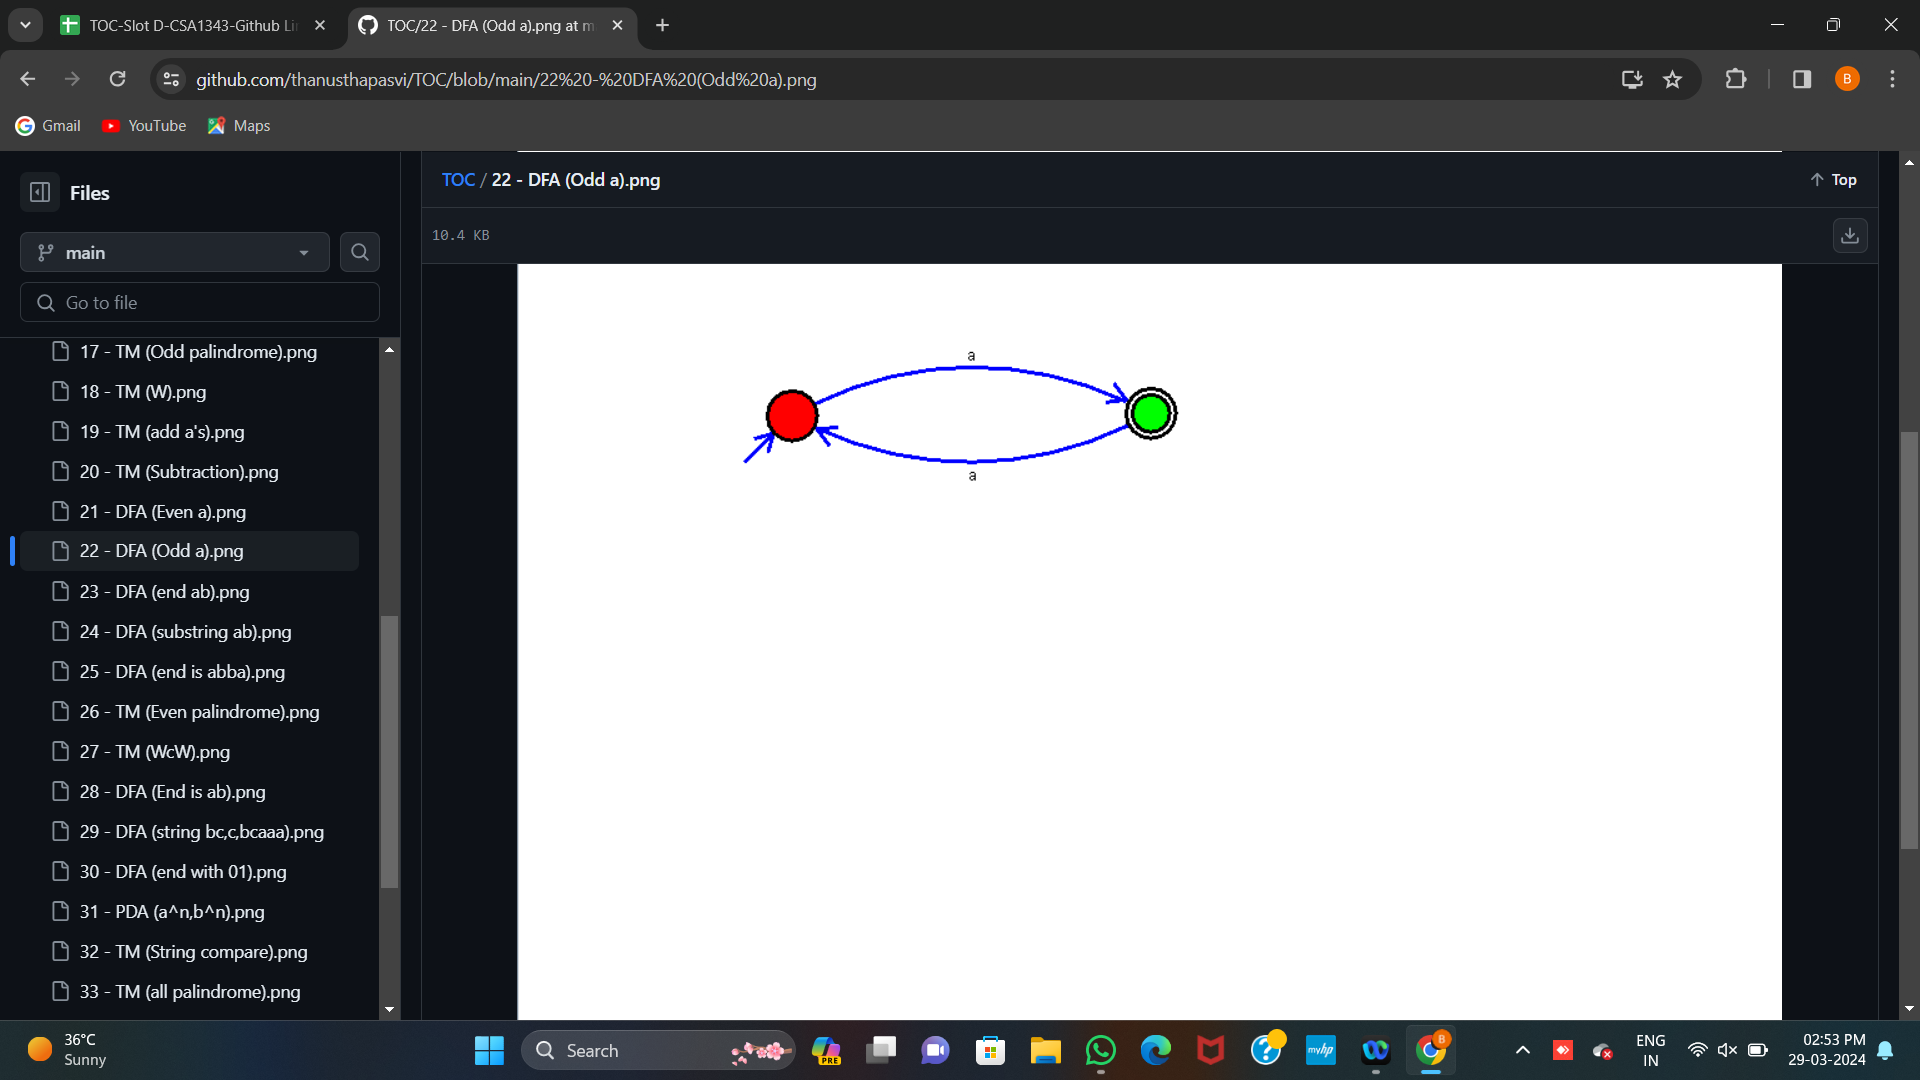 TOC-Slot D-CSA1343-Github Li
TOC/22 - DFA (Odd a).png at m
github.com/thanusthapasvi/TOC/blob/main/22%20-%20DFA%20(Odd%20a).png
B
Gmail
YouTube
Maps
Files
TOC / 22 - DFA (Odd a).png
Top
main
10.4 KB
Go to file
17 - TM (Odd palindrome).png
18 - TM (W).png
19 - TM (add a's).png
20 - TM (Subtraction).png
21 - DFA (Even a).png
22 - DFA (Odd a).png
23 - DFA (end ab).png
24 - DFA (substring ab).png
25 - DFA (end is abba).png
26 - TM (Even palindrome).png
27 - TM (WcW).png
28 - DFA (End is ab).png
29 - DFA (string bc,c,bcaaa).png
30 - DFA (end with 01).png
31 - PDA (a^n,b^n).png
32 - TM (String compare).png
33 - TM (all palindrome).png
a
a
36°C
Sunny
Search
PRE
myhp
B
ENG
IN
02:53 PM
29-03-2024